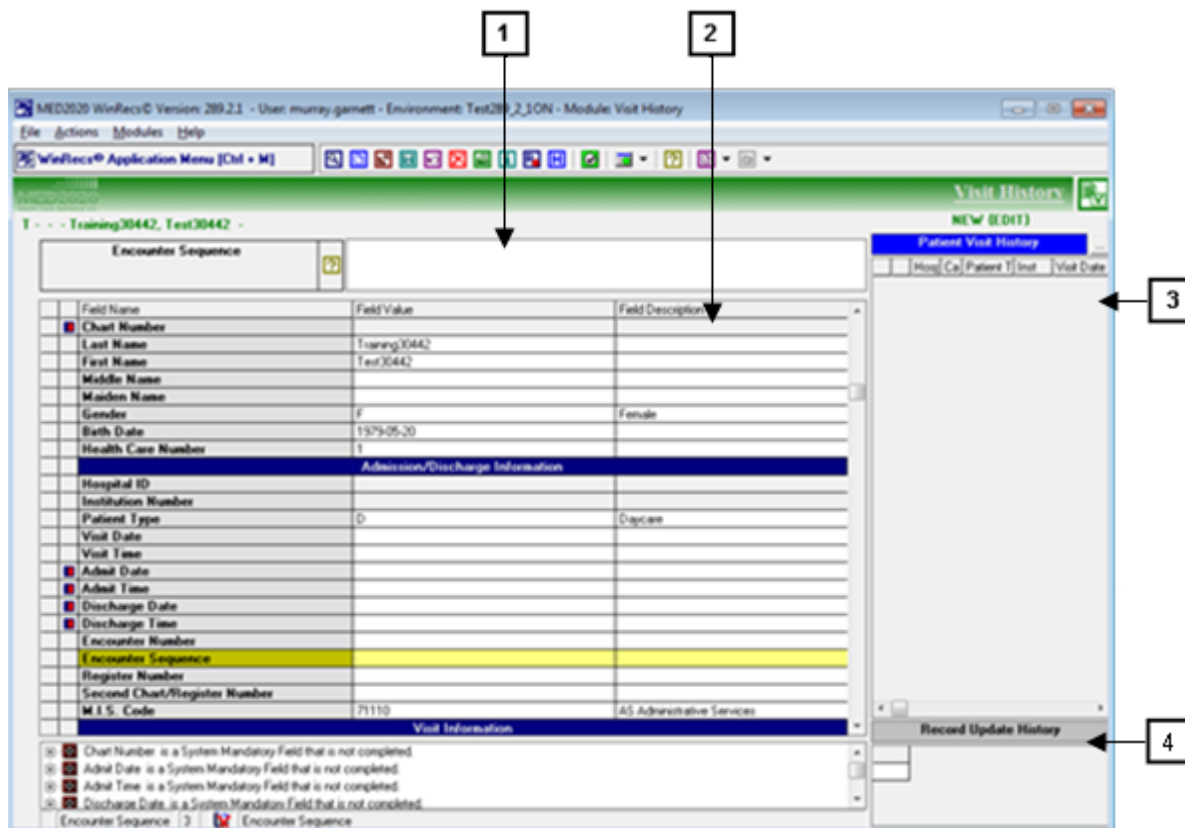 1 2
MED2020 WinRecs© Version: 289.2.1 - User: murray.garnett - Environment: Test289_2_1ON - Module: Visit History
File Actions Modules Help
WinRecs© Application Menu [Ctrl + M]
Visit History
T - - - Training30442, Test30442 -
NEW (EDIT)
Encounter Sequence
Patient Visit History
...
Hosp Ca Patient T Inst Visit Date
3
Field Name Field Value Field Description
Chart Number
Last Name Training30442
First Name Test30442
Middle Name
Maiden Name
Gender F Female
Birth Date 1979-05-20
Health Care Number 1
Admission/Discharge Information
Hospital ID
Institution Number
Patient Type D Daycare
Visit Date
Visit Time
Admit Date
Admit Time
Discharge Date
Discharge Time
Encounter Number
Encounter Sequence
Register Number
Second Chart/Register Number
M.I.S. Code 71110 AS Administrative Services
Visit Information
Record Update History
4
Chart Number is a System Mandatory Field that is not completed.
Admit Date is a System Mandatory Field that is not completed.
Admit Time is a System Mandatory Field that is not completed.
Discharge Date is a System Mandatory Field that is not completed.
Encounter Sequence 3 Encounter Sequence